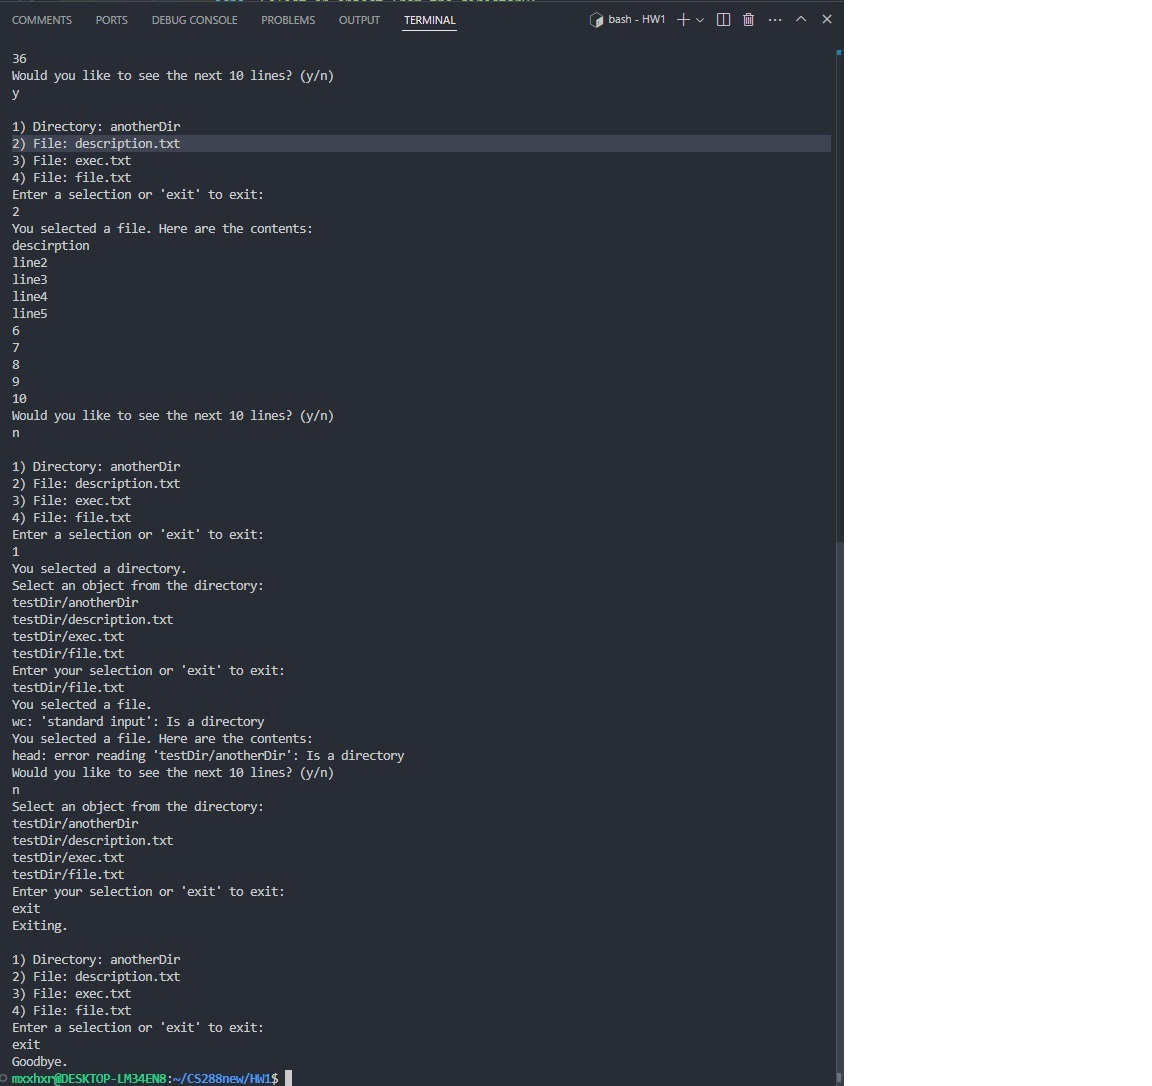 COMMENTS PORTS DEBUG CONSOLE PROBLEMS OUTPUT TERMINAL bash - HW1
36
Would you like to see the next 10 lines? (y/n)
y
1) Directory: anotherDir
2) File: description.txt
3) File: exec.txt
4) File: file.txt
Enter a selection or 'exit' to exit:
2
You selected a file. Here are the contents:
descirption
line2
line3
line4
line5
6
7
8
9
10
Would you like to see the next 10 lines? (y/n)
n
1) Directory: anotherDir
2) File: description.txt
3) File: exec.txt
4) File: file.txt
Enter a selection or 'exit' to exit:
1
You selected a directory.
Select an object from the directory:
testDir/anotherDir
testDir/description.txt
testDir/exec.txt
testDir/file.txt
Enter your selection or 'exit' to exit:
testDir/file.txt
You selected a file.
wc: 'standard input': Is a directory
You selected a file. Here are the contents:
head: error reading 'testDir/anotherDir': Is a directory
Would you like to see the next 10 lines? (y/n)
n
Select an object from the directory:
testDir/anotherDir
testDir/description.txt
testDir/exec.txt
testDir/file.txt
Enter your selection or 'exit' to exit:
exit
Exiting.
1) Directory: anotherDir
2) File: description.txt
3) File: exec.txt
4) File: file.txt
Enter a selection or 'exit' to exit:
exit
Goodbye.
mxxhxr@DESKTOP-LM34EN8:~/CS288new/HW1$